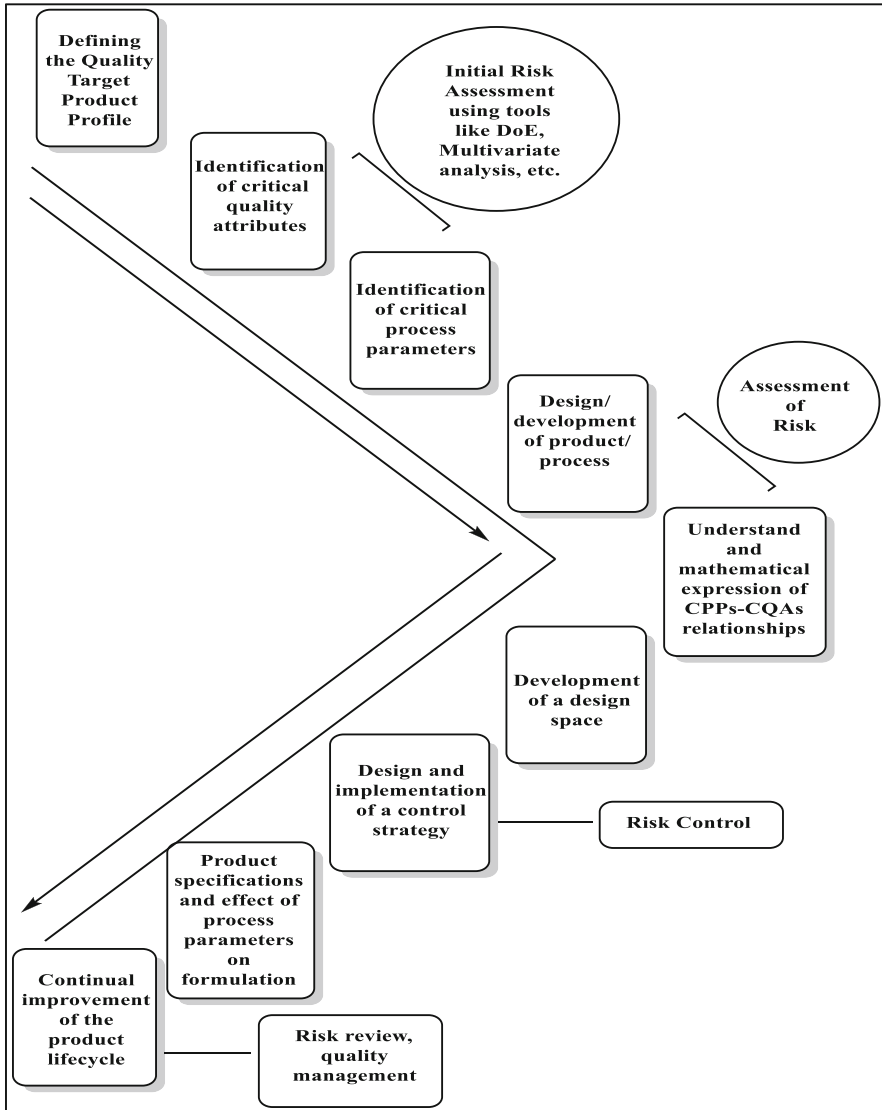 Defining
the Quality
Target
Product
Profile
Initial Risk
Assessment
using tools
like DoE,
Multivariate
analysis, etc.
Identification
of critical
quality
attributes
Identification
of critical
process
parameters
Design/
development
of product/
process
Assessment
of
Risk
Understand
and
mathematical
expression of
CPPs-CQAs
relationships
Development
of a design
space
Design and
implementation
of a control
strategy
Risk Control
Product
specifications
and effect of
process
parameters
on
formulation
Continual
improvement
of the
product
lifecycle
Risk review,
quality
management